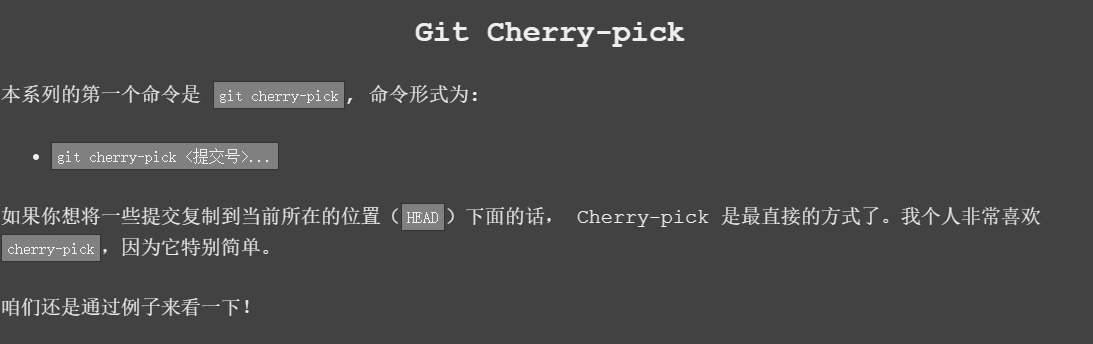 Git Cherry-pick
本系列的第一个命令是 git cherry-pick, 命令形式为:
• git cherry-pick <提交号>...
如果你想将一些提交复制到当前所在的位置（HEAD）下面的话， Cherry-pick 是最直接的方式了。我个人非常喜欢
cherry-pick，因为它特别简单。
咱们还是通过例子来看一下！